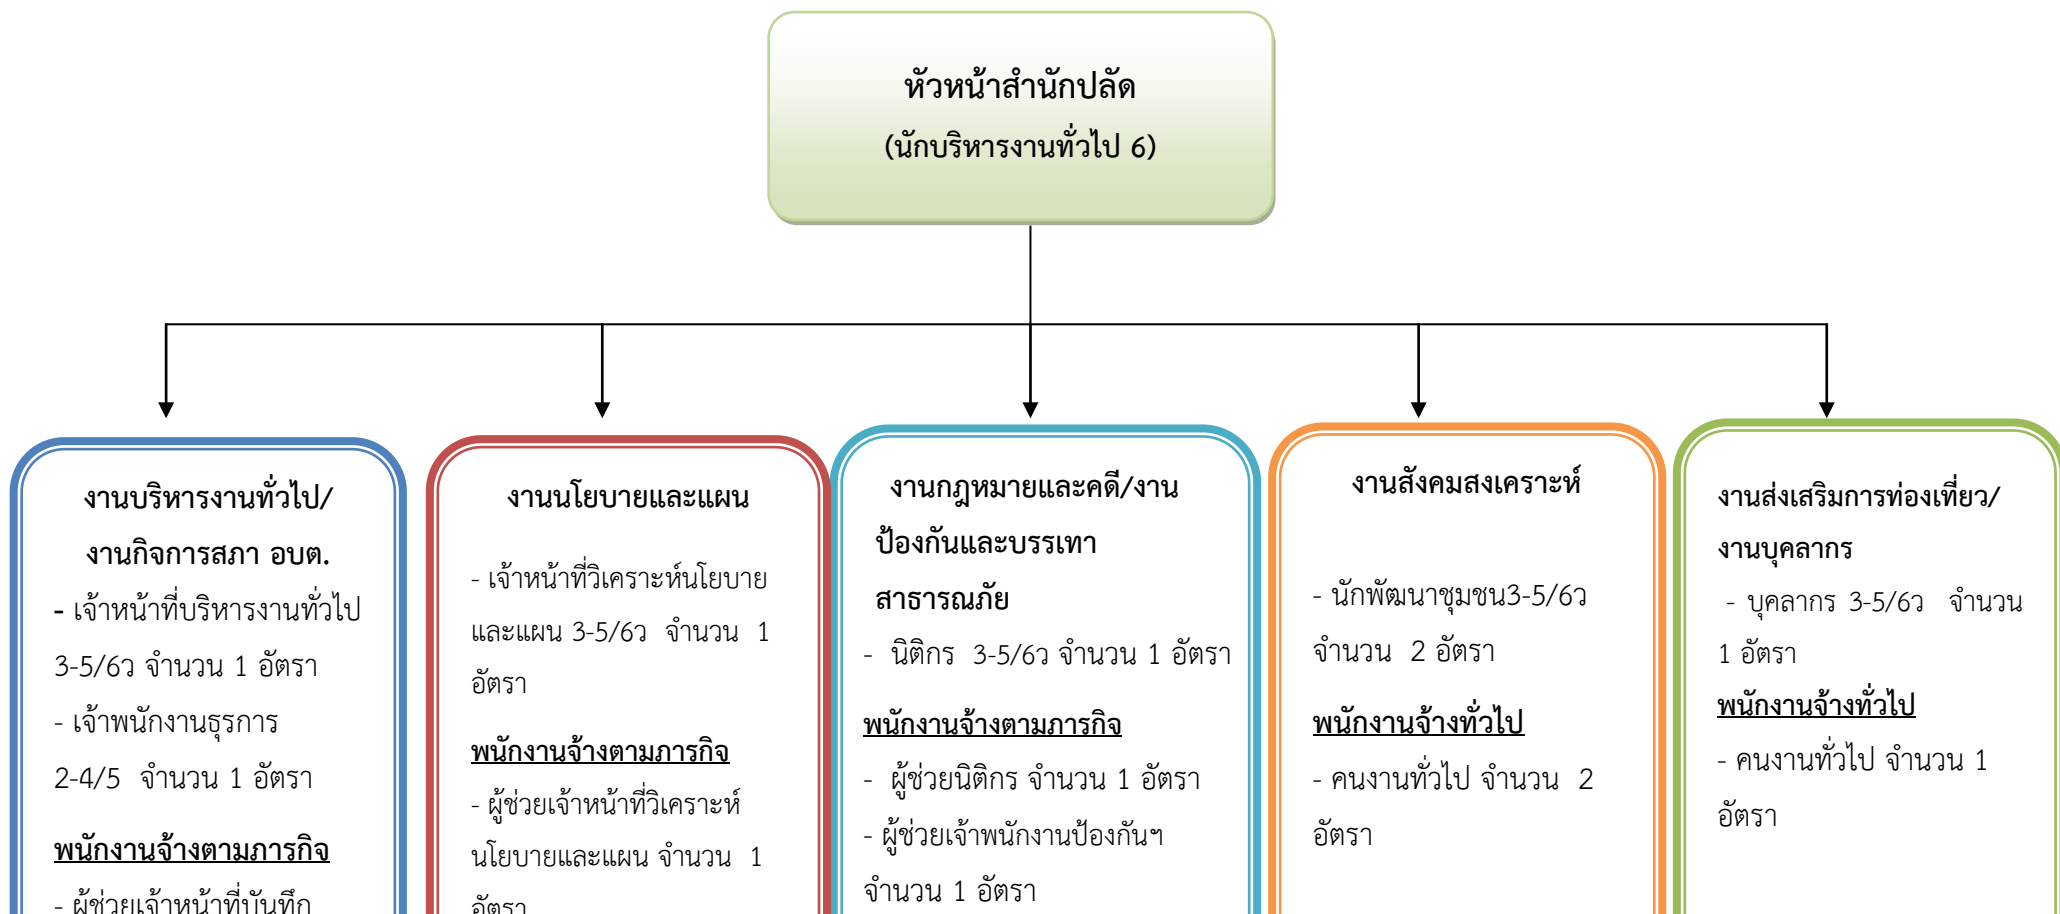 หัวหน้าสำนักปลัด
(นักบริหารงานทั่วไป 6)
งานบริหารงานทั่วไป/
งานกิจการสภา อบต.
- เจ้าหน้าที่บริหารงานทั่วไป
3-5/6ว จำนวน 1 อัตรา
- เจ้าพนักงานธุรการ
2-4/5 จำนวน 1 อัตรา
พนักงานจ้างตามภารกิจ
- ผู้ช่วยเจ้าหน้าที่บันทึก
งานนโยบายและแผน
- เจ้าหน้าที่วิเคราะห์นโยบาย
และแผน 3-5/6ว จำนวน 1
อัตรา
พนักงานจ้างตามภารกิจ
- ผู้ช่วยเจ้าหน้าที่วิเคราะห์
นโยบายและแผน จำนวน 1
อัตรา
งานกฎหมายและคดี/งาน
ป้องกันและบรรเทา
สาธารณภัย
- นิติกร 3-5/6ว จำนวน 1 อัตรา
พนักงานจ้างตามภารกิจ
- ผู้ช่วยนิติกร จำนวน 1 อัตรา
- ผู้ช่วยเจ้าพนักงานป้องกันฯ
จำนวน 1 อัตรา
งานสังคมสงเคราะห์
- นักพัฒนาชุมชน3-5/6ว
จำนวน 2 อัตรา
พนักงานจ้างทั่วไป
- คนงานทั่วไป จำนวน 2
อัตรา
งานส่งเสริมการท่องเที่ยว/
งานบุคลากร
- บุคลากร 3-5/6ว จำนวน
1 อัตรา
พนักงานจ้างทั่วไป
- คนงานทั่วไป จำนวน 1
อัตรา